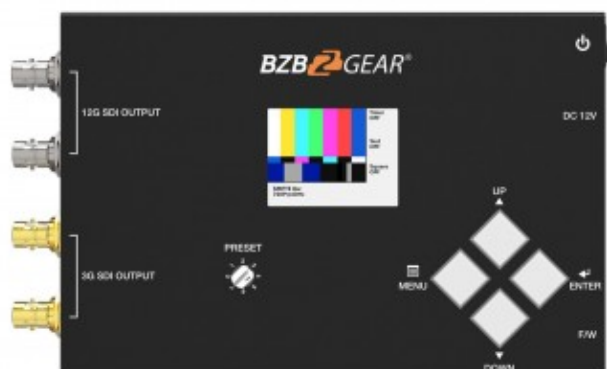 BZB GEAR®
12G SDI OUTPUT
DC 12V
UP
PRESET
3G SDI OUTPUT
MENU
ENTER
F/W
DOWN